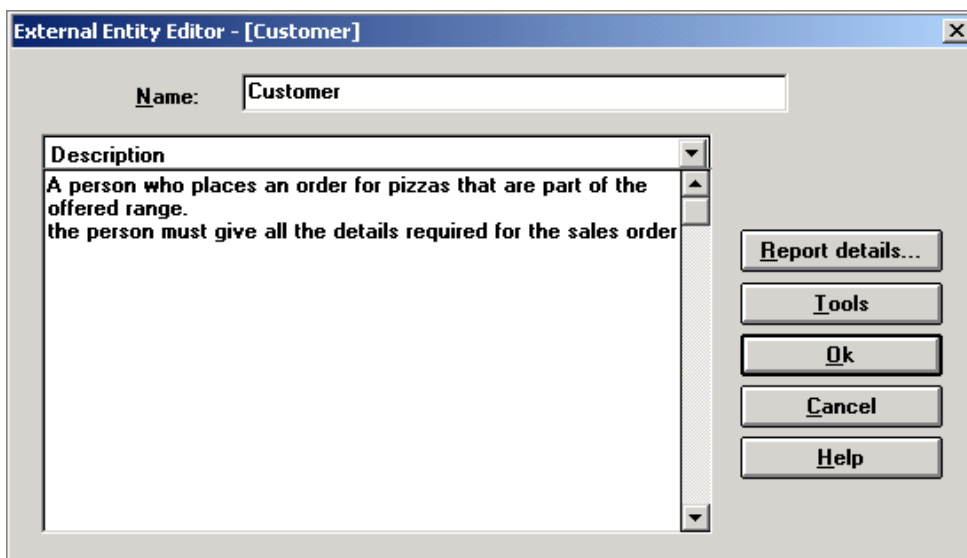 External Entity Editor - [Customer]
Name:
Customer
Description
A person who places an order for pizzas that are part of the
offered range.
the person must give all the details required for the sales order
Report details...
Tools
Ok
Cancel
Help